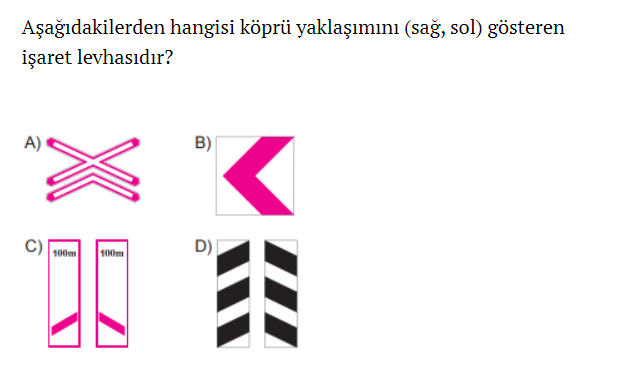 Aşağıdakilerden hangisi köprü yaklaşımını (sağ, sol) gösteren
işaret levhasıdır?
A) B)
C) 100m 100m D)